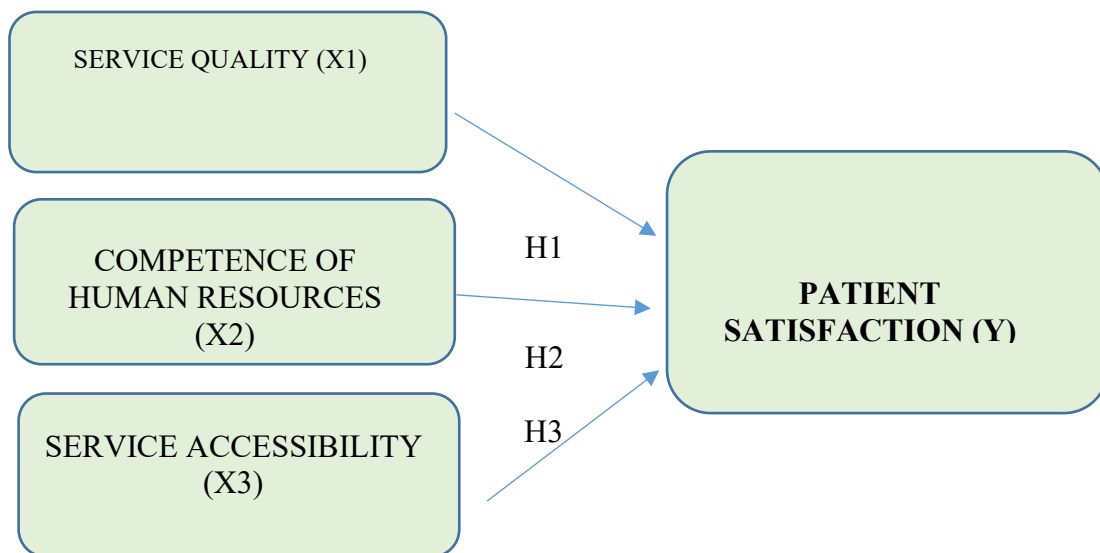 SERVICE QUALITY (X1)
COMPETENCE OF
HUMAN RESOURCES
(X2)
SERVICE ACCESSIBILITY
(X3)
H1
H2
H3
PATIENT
SATISFACTION (Y)